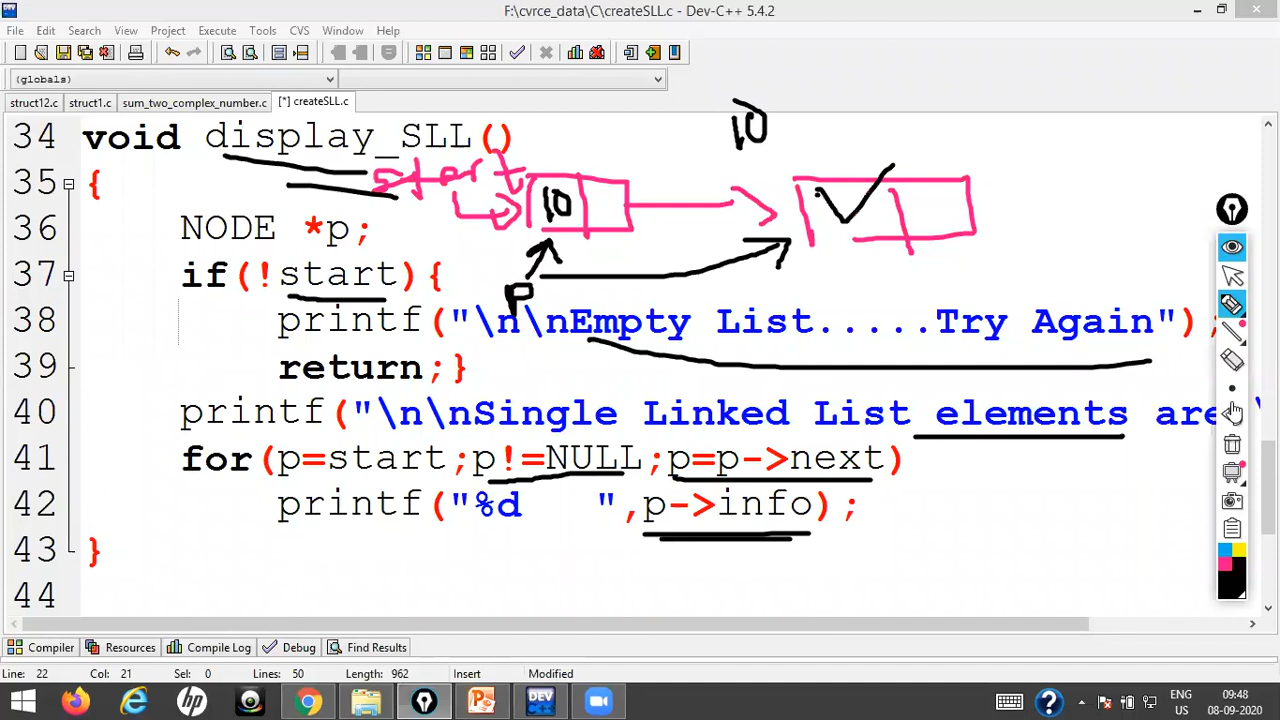 F:\cvrce_data\C\createSLL.c - Dev-C++ 5.4.2
File Edit Search View Project Execute Tools CVS Window Help
(globals)
struct12.c struct1.c sum_two_complex_number.c [*] createSLL.c
10
34 void display_SLL()
start
35 {
10
36 NODE *p;
37 if(!start){
p
38 printf("\n\nEmpty List.....Try Again");
39 return;}
40 printf("\n\nSingle Linked List elements are \
41 for(p=start;p!=NULL;p=p->next)
42 printf("%d ",p->info);
43 }
44
Compiler Resources Compile Log Debug Find Results
Line: 22 Col: 21 Sel: 0 Lines: 50 Length: 962 Insert Modified
hp DEV ENG 09:48
US 08-09-2020